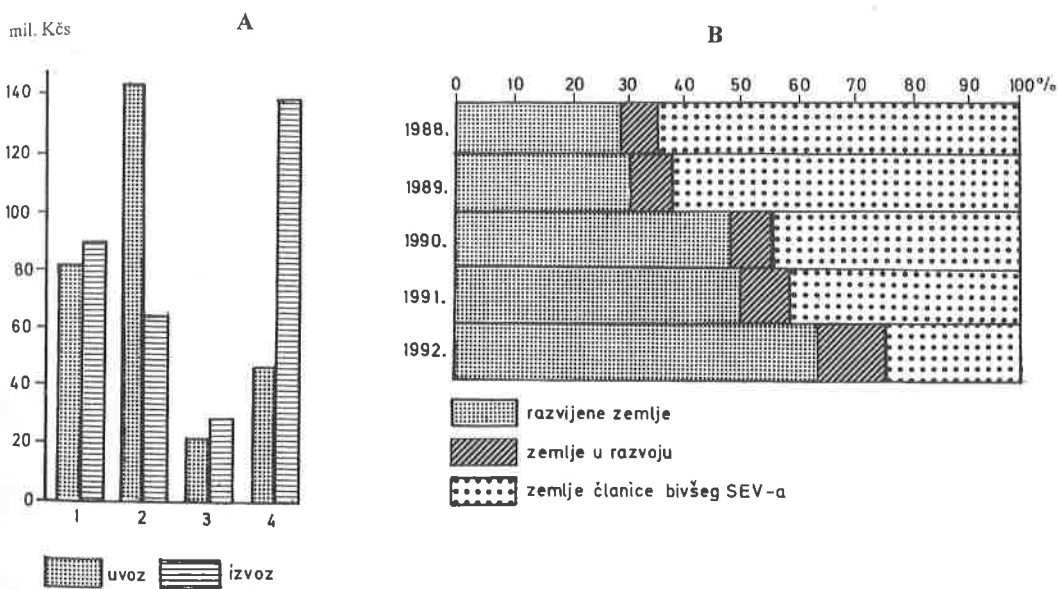 mil. Kčs
A
140
120
100
80
60
40
20
0
1 2 3 4
uvoz izvoz
B
0 10 20 30 40 50 60 70 80 90 100%
1988.
1989.
1990.
1991.
1992.
razvijene zemlje
zemlje u razvoju
zemlje članice bivšeg SEV-a